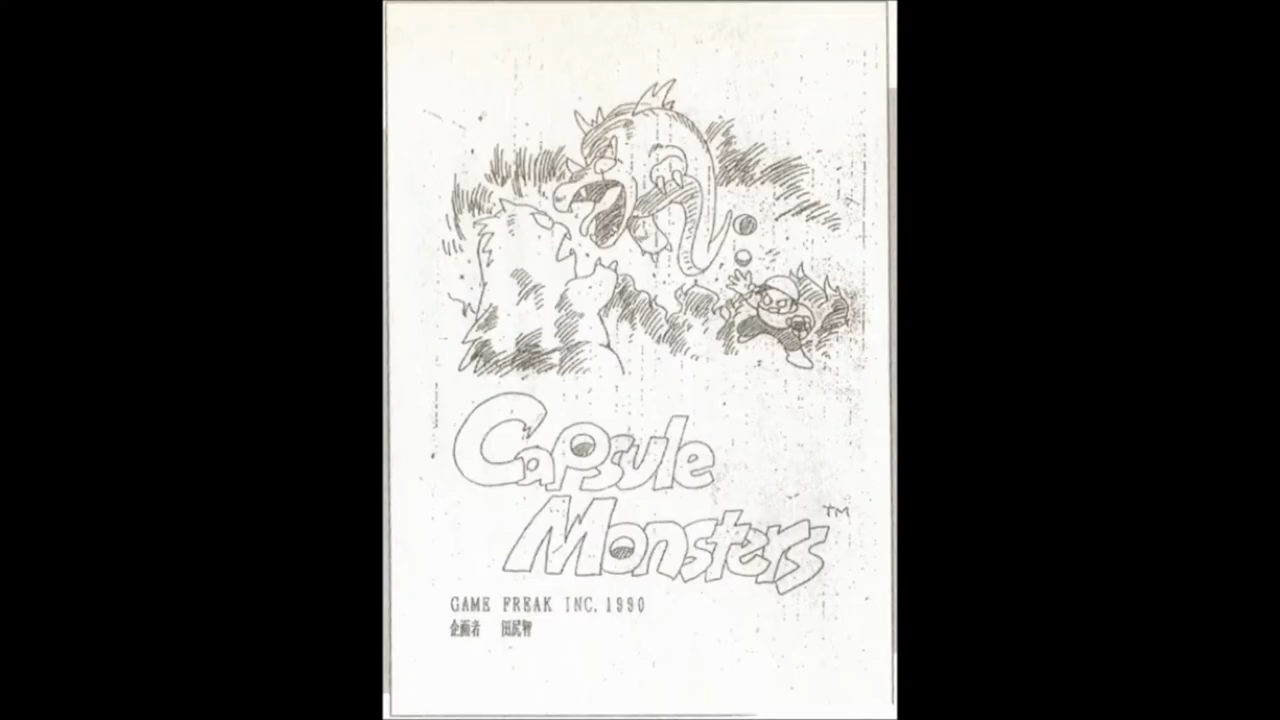 Capsule
Monsters™
GAME FREAK INC. 1990
企画者 田尻智